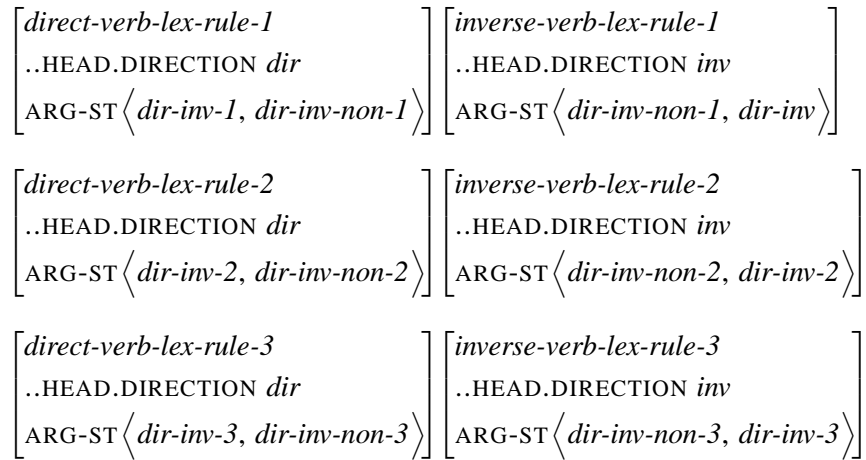 direct-verb-lex-rule-1
..HEAD.DIRECTION dir
ARG-ST⟨dir-inv-1, dir-inv-non-1⟩
inverse-verb-lex-rule-1
..HEAD.DIRECTION inv
ARG-ST⟨dir-inv-non-1, dir-inv⟩
direct-verb-lex-rule-2
..HEAD.DIRECTION dir
ARG-ST⟨dir-inv-2, dir-inv-non-2⟩
inverse-verb-lex-rule-2
..HEAD.DIRECTION inv
ARG-ST⟨dir-inv-non-2, dir-inv-2⟩
direct-verb-lex-rule-3
..HEAD.DIRECTION dir
ARG-ST⟨dir-inv-3, dir-inv-non-3⟩
inverse-verb-lex-rule-3
..HEAD.DIRECTION inv
ARG-ST⟨dir-inv-non-3, dir-inv-3⟩